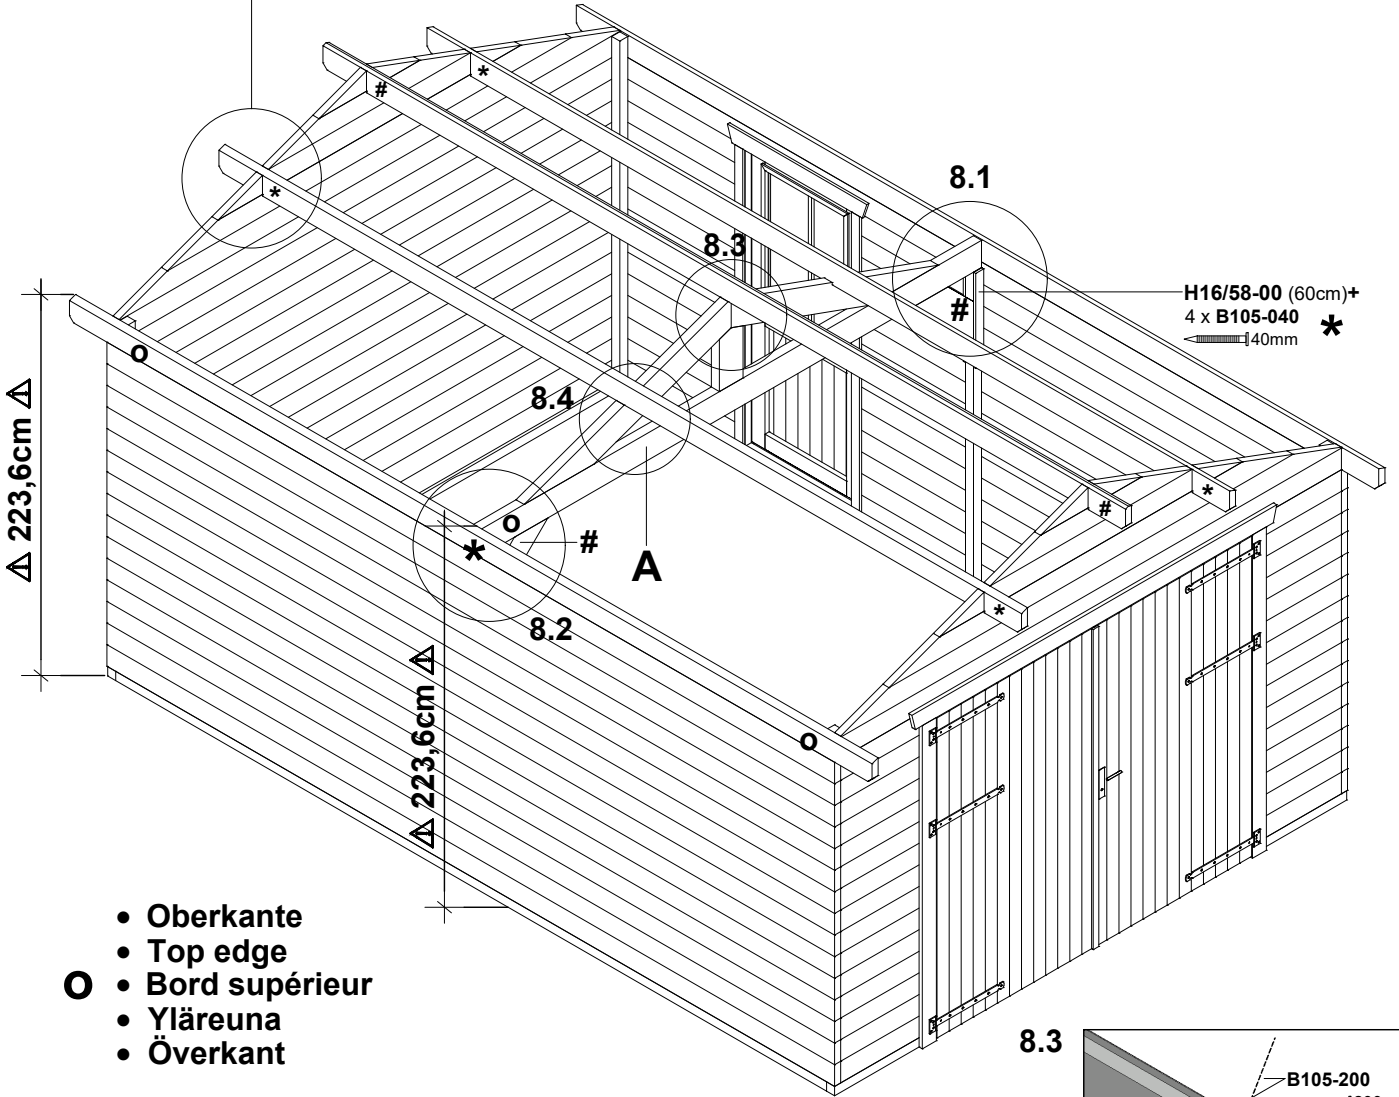 *
#
*
8.1
8.3
#
H16/58-00 (60cm)+
4 x B105-040
40mm
*
o
8.4
223,6cm
o
*
#
A
*
#
*
8.2
223,6cm
o
o
• Oberkante
• Top edge
• Bord supérieur
• Yläreuna
• Överkant
8.3
B105-200